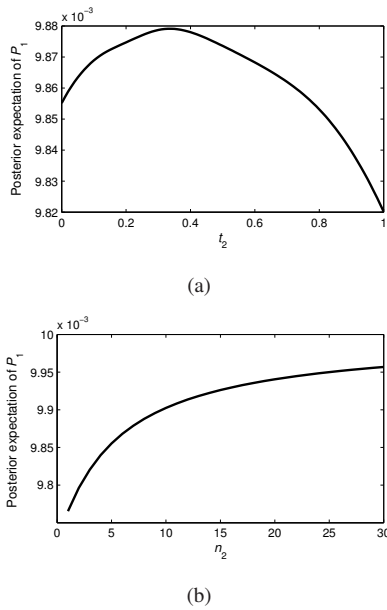 x 10⁻³
9.88
9.87
9.86
9.85
9.84
9.83
9.82
Posterior expectation of P₁
0 0.2 0.4 0.6 0.8 1
t₂
(a)
x 10⁻³
10
9.95
9.9
9.85
9.8
Posterior expectation of P₁
0 5 10 15 20 25 30
n₂
(b)